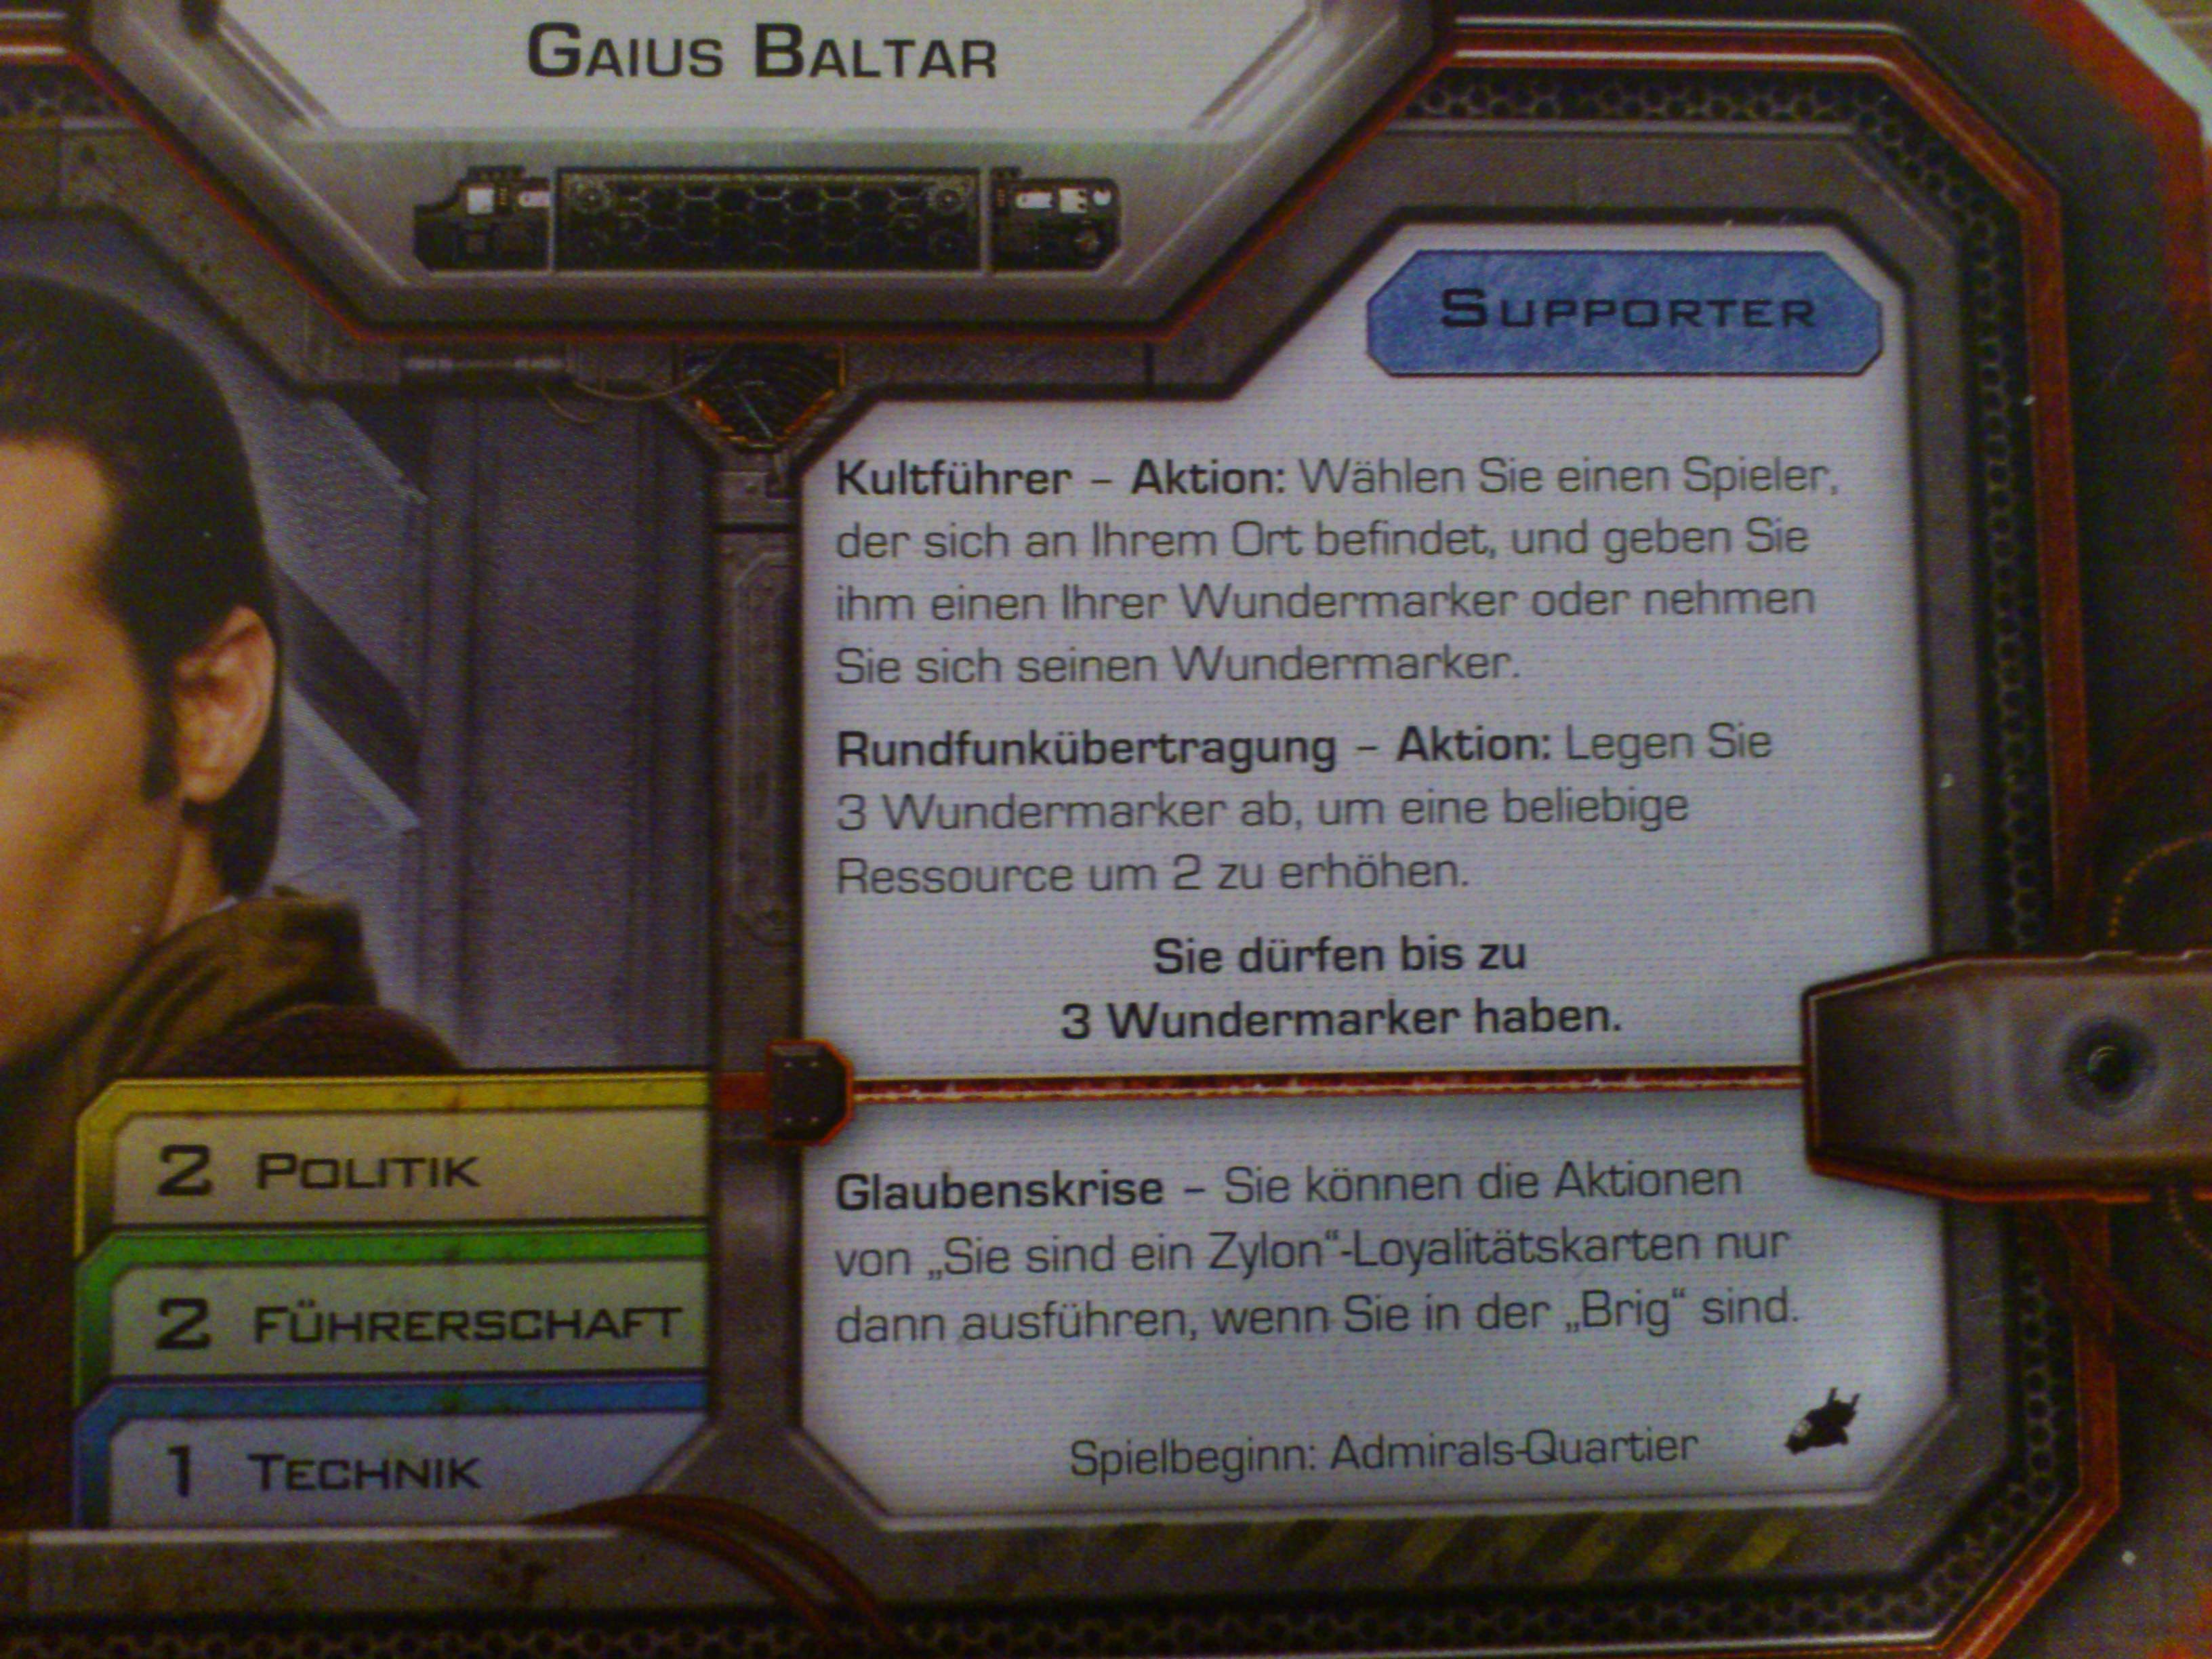 GAIUS BALTAR
SUPPORTER
Kultführer – Aktion: Wählen Sie einen Spieler,
der sich an Ihrem Ort befindet, und geben Sie
ihm einen Ihrer Wundermarker oder nehmen
Sie sich seinen Wundermarker.
Rundfunkübertragung – Aktion: Legen Sie
3 Wundermarker ab, um eine beliebige
Ressource um 2 zu erhöhen.
Sie dürfen bis zu
3 Wundermarker haben.
Glaubenskrise – Sie können die Aktionen
von „Sie sind ein Zylon“-Loyalitätskarten nur
dann ausführen, wenn Sie in der „Brig“ sind.
Spielbeginn: Admirals-Quartier
2 POLITIK
2 FÜHRERSCHAFT
1 TECHNIK